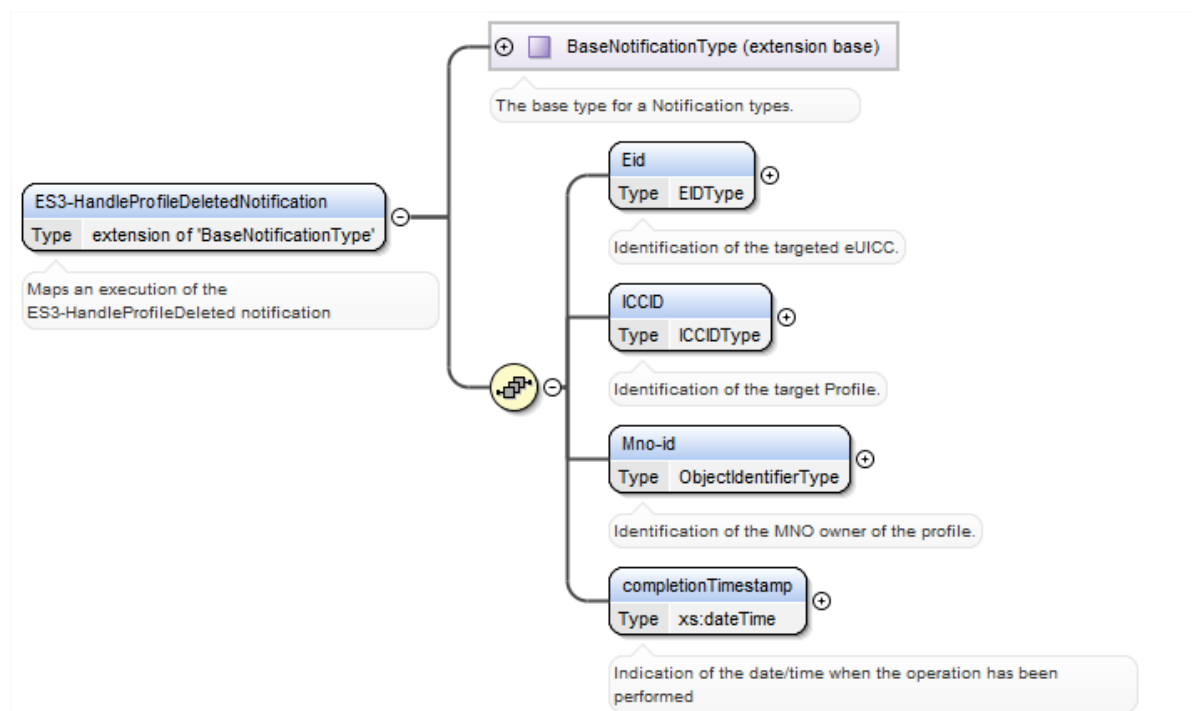 BaseNotificationType (extension base)
The base type for a Notification types.
ES3-HandleProfileDeletedNotification
Type extension of 'BaseNotificationType'
Maps an execution of the
ES3-HandleProfileDeleted notification
Eid
Type EIDType
Identification of the targeted eUICC.
ICCID
Type ICCIDType
Identification of the target Profile.
Mno-id
Type ObjectIdentifierType
Identification of the MNO owner of the profile.
completionTimestamp
Type xs:dateTime
Indication of the date/time when the operation has been
performed